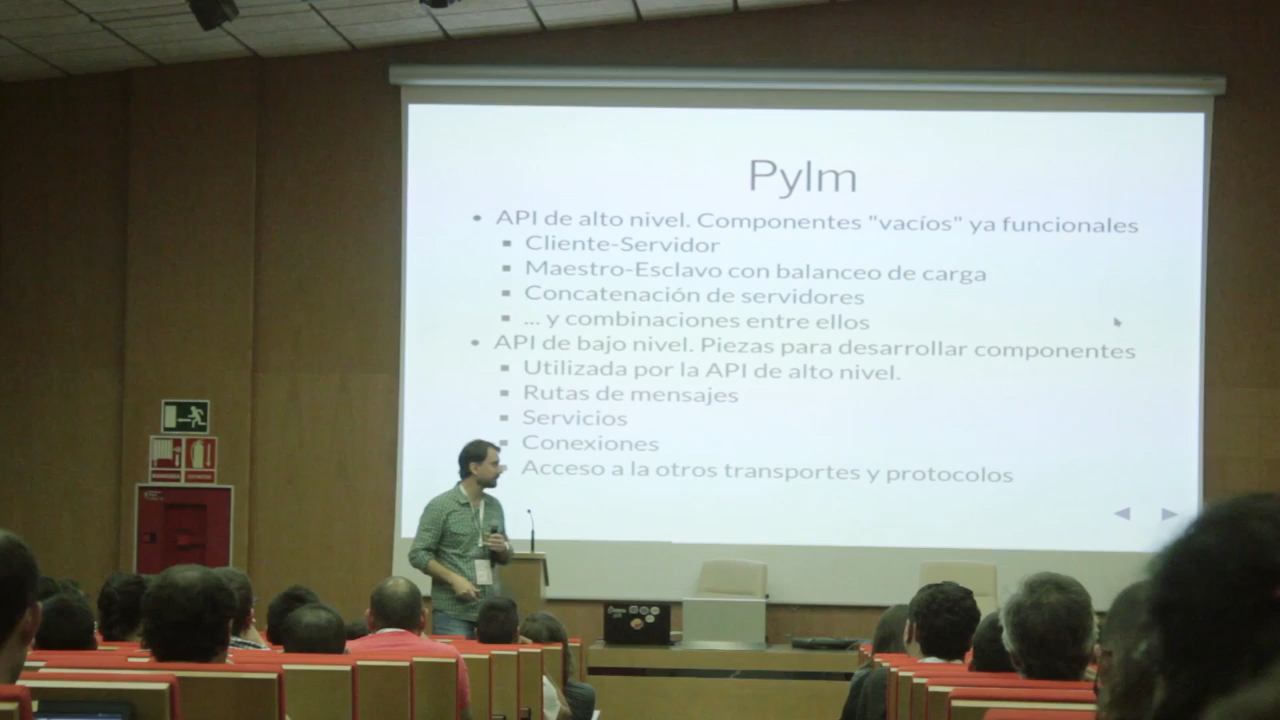 Pylm
• API de alto nivel. Componentes "vacíos" ya funcionales
▪ Cliente-Servidor
▪ Maestro-Esclavo con balanceo de carga
▪ Concatenación de servidores
▪ ... y combinaciones entre ellos
• API de bajo nivel. Piezas para desarrollar componentes
▪ Utilizada por la API de alto nivel.
▪ Rutas de mensajes
▪ Servicios
▪ Conexiones
▪ Acceso a la otros transportes y protocolos